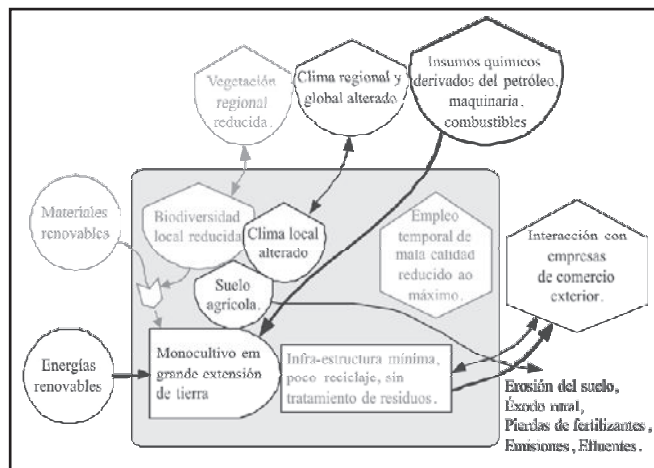 Vegetación
regional
reducida.
Clima regional y
global alterado
Insumos químicos
derivados del petróleo,
maquinaria,
combustibles
Materiales
renovables
Biodiversidad
local reducida
Clima local
alterado
Empleo
temporal de
mala calidad
reducido ao
máximo.
Interacción con
empresas
de comercio
exterior.
Suelo
agrícola.
Energías
renovables
Monocultivo em
grande extensión
de tierra
Infra-estructura mínima,
poco reciclaje, sin
tratamiento de residuos.
Erosión del suelo,
Éxodo rural,
Pierdas de fertilizantes,
Emisiones, Effuentes.